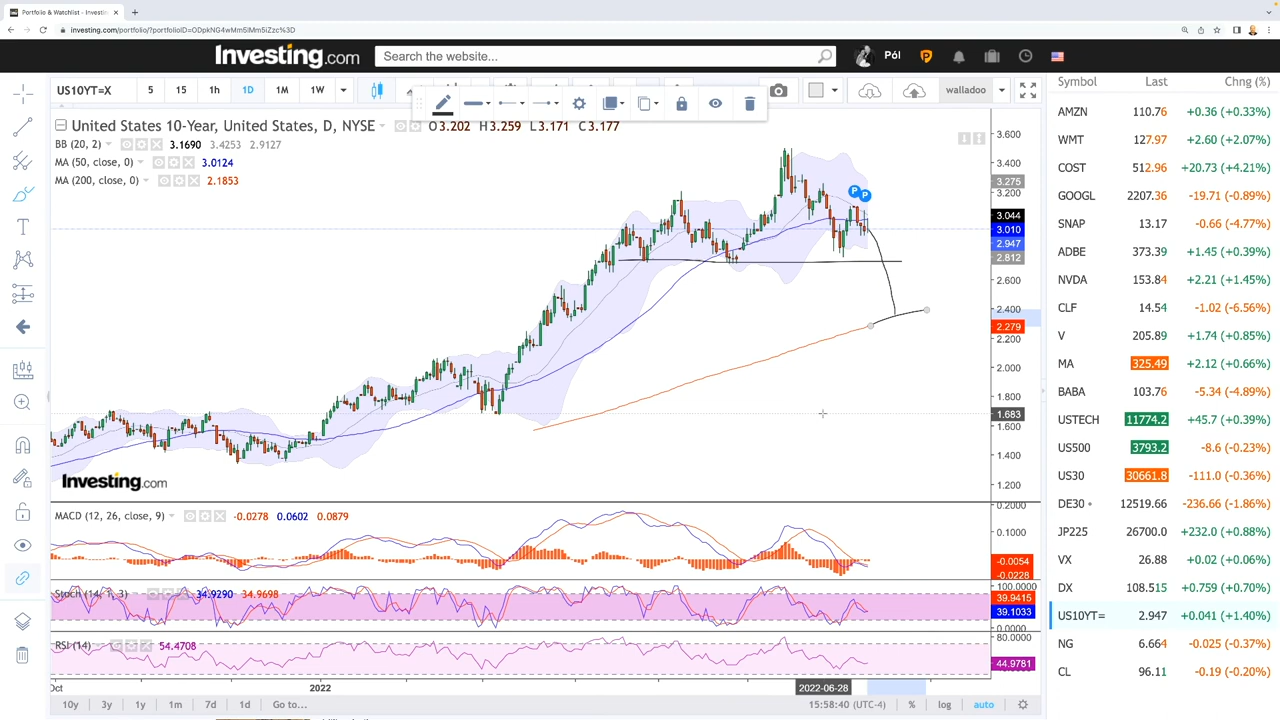 Portfolio & Watchlist - Investin
investing.com/portfolio/?portfolioID=ODpkNG4wMm5lMm5iZzc%3D
Investing.com
Search the website...
Pól
US10YT=X 5 15 1h 1D 1M 1W
walladoo
United States 10-Year, United States, D, NYSE O3.202 H3.259 L3.171 C3.177
BB (20, 2) 3.1690 3.4253 2.9127
MA (50, close, 0) 3.0124
MA (200, close, 0) 2.1853
P P
3.600
3.400
3.275
3.200
3.044
3.010
2.947
2.812
2.600
2.400
2.279
2.200
2.000
1.800
1.683
1.600
1.400
1.200
Investing.com
MACD (12, 26, close, 9) -0.0278 0.0602 0.0879
0.2000
0.1000
-0.0054
-0.0228
Stoch (14, 1, 3) 34.9290 34.9698
100.0000
39.9415
39.1033
0.0000
RSI (14) 54.4708
80.0000
44.9781
Oct 2022 2022-06-28
10y 3y 1y 1m 7d 1d Go to... 15:58:40 (UTC-4) % log auto
Symbol Last Chng (%)
AMZN 110.76 +0.36 (+0.33%)
WMT 127.97 +2.60 (+2.07%)
COST 512.96 +20.73 (+4.21%)
GOOGL 2207.36 -19.71 (-0.89%)
SNAP 13.17 -0.66 (-4.77%)
ADBE 373.39 +1.45 (+0.39%)
NVDA 153.84 +2.21 (+1.45%)
CLF 14.54 -1.02 (-6.56%)
V 205.89 +1.74 (+0.85%)
MA 325.49 +2.12 (+0.66%)
BABA 103.76 -5.34 (-4.89%)
USTECH 11774.2 +45.7 (+0.39%)
US500 3793.2 -8.6 (-0.23%)
US30 30661.8 -111.0 (-0.36%)
DE30 12519.66 -236.66 (-1.86%)
JP225 26700.0 +232.0 (+0.88%)
VX 26.88 +0.02 (+0.06%)
DX 108.515 +0.759 (+0.70%)
US10YT= 2.947 +0.041 (+1.40%)
NG 6.664 -0.025 (-0.37%)
CL 96.11 -0.19 (-0.20%)